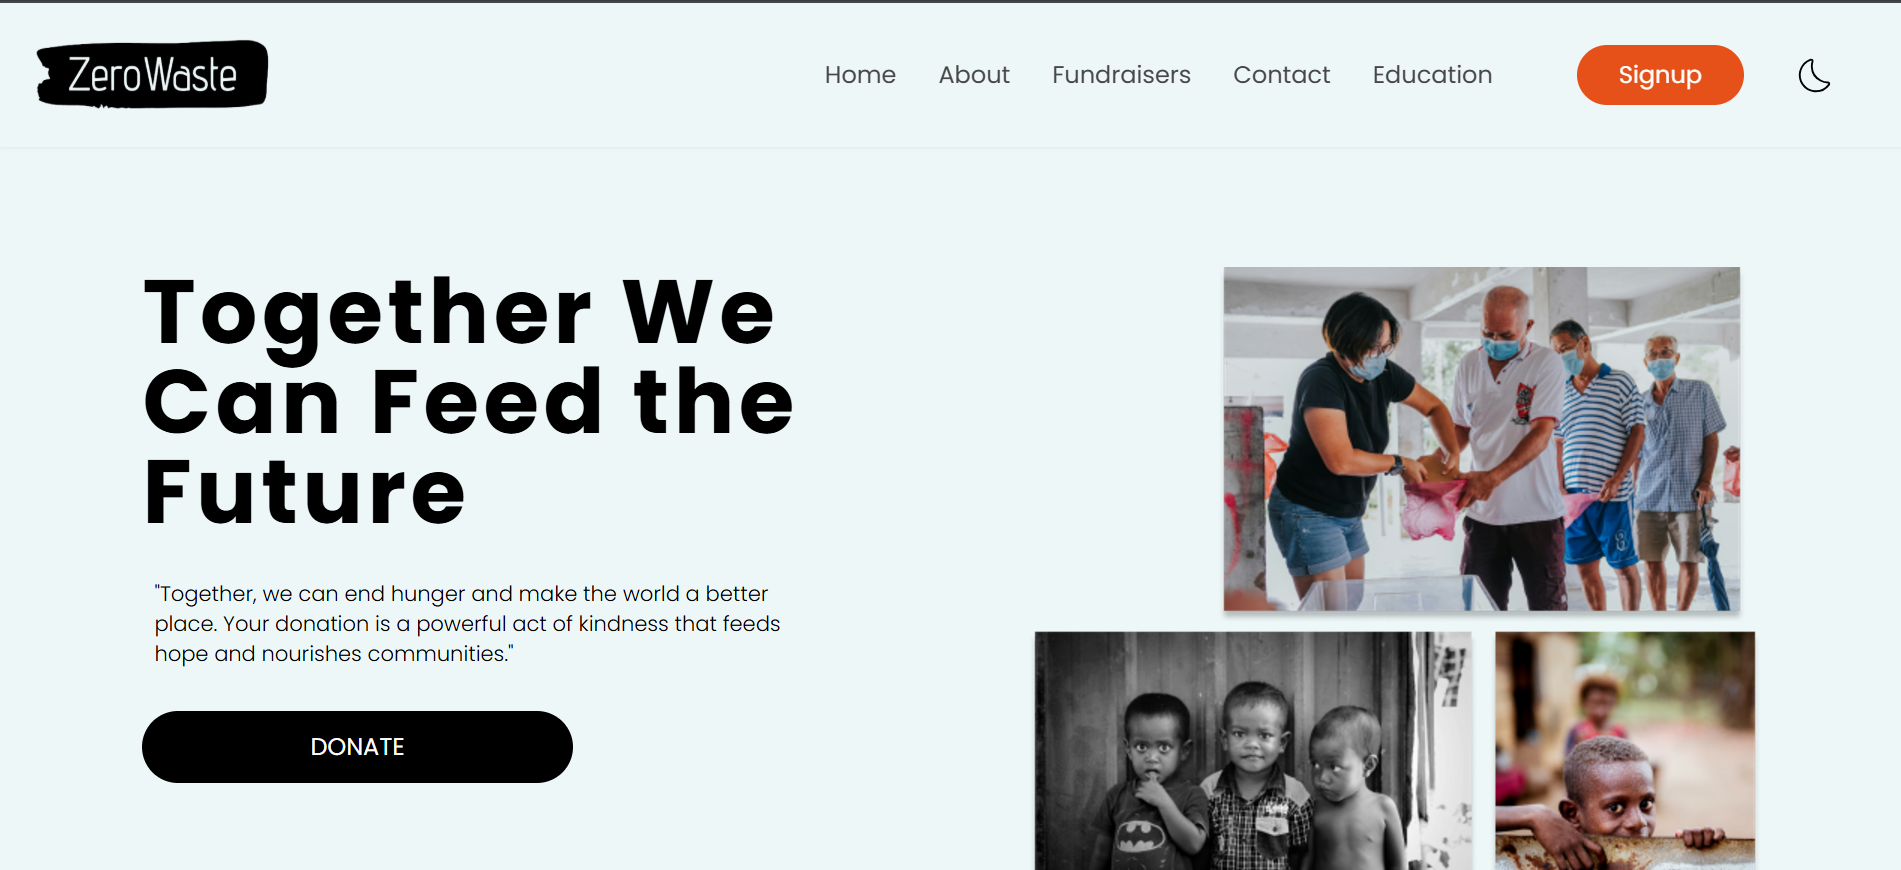 ZeroWaste
Home About Fundraisers Contact Education Signup
Together We
Can Feed the
Future
"Together, we can end hunger and make the world a better
place. Your donation is a powerful act of kindness that feeds
hope and nourishes communities."
DONATE